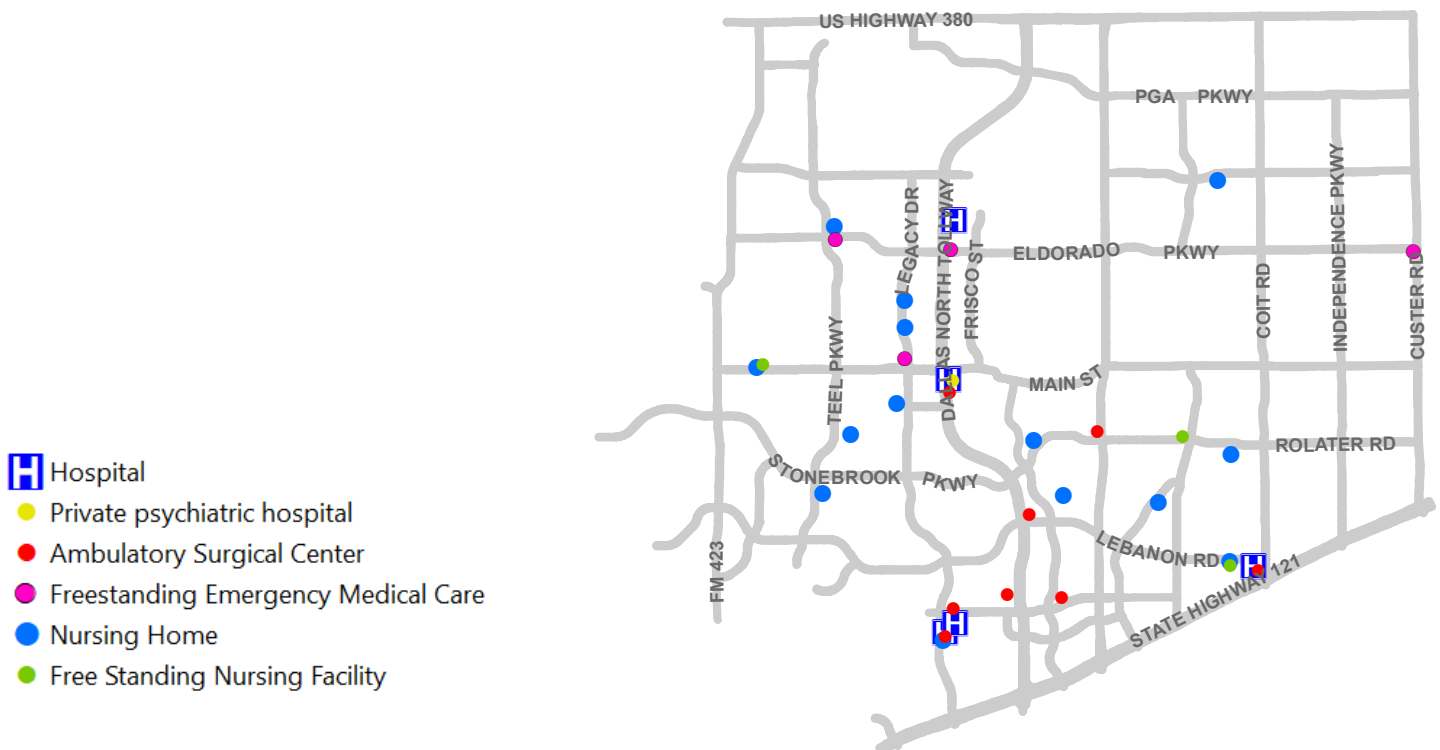 US HIGHWAY 380
PGA PKWY
LEGACY DR
DALLAS NORTH TOLLWAY
FRISCO ST
ELDORADO PKWY
INDEPENDENCE PKWY
COIT RD
CUSTER RD
TEEL PKWY
MAIN ST
ROLATER RD
STONEBROOK PKWY
LEBANON RD
FM 423
STATE HIGHWAY 121
H
H
H
H
H
H Hospital
Private psychiatric hospital
Ambulatory Surgical Center
Freestanding Emergency Medical Care
Nursing Home
Free Standing Nursing Facility